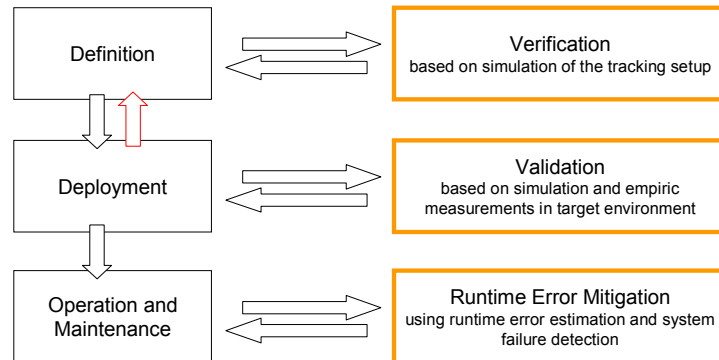 Definition
Verification
based on simulation of the tracking setup
Deployment
Validation
based on simulation and empiric
measurements in target environment
Operation and
Maintenance
Runtime Error Mitigation
using runtime error estimation and system
failure detection